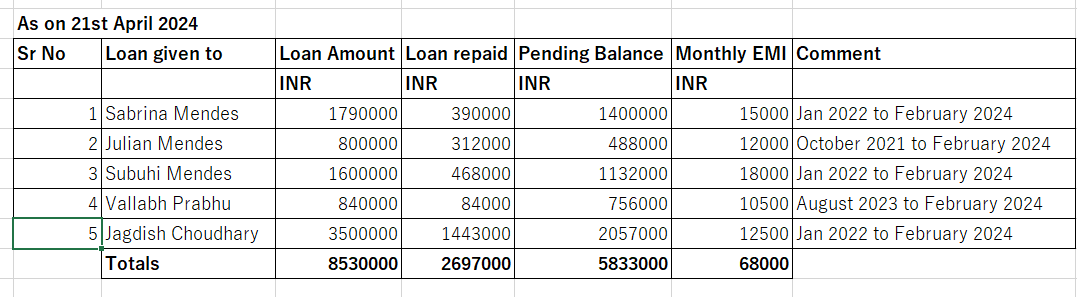 As on 21st April 2024
Sr No Loan given to Loan Amount Loan repaid Pending Balance Monthly EMI Comment
INR INR INR INR
1 Sabrina Mendes 1790000 390000 1400000 15000 Jan 2022 to February 2024
2 Julian Mendes 800000 312000 488000 12000 October 2021 to February 2024
3 Subuhi Mendes 1600000 468000 1132000 18000 Jan 2022 to February 2024
4 Vallabh Prabhu 840000 84000 756000 10500 August 2023 to February 2024
5 Jagdish Choudhary 3500000 1443000 2057000 12500 Jan 2022 to February 2024
Totals 8530000 2697000 5833000 68000